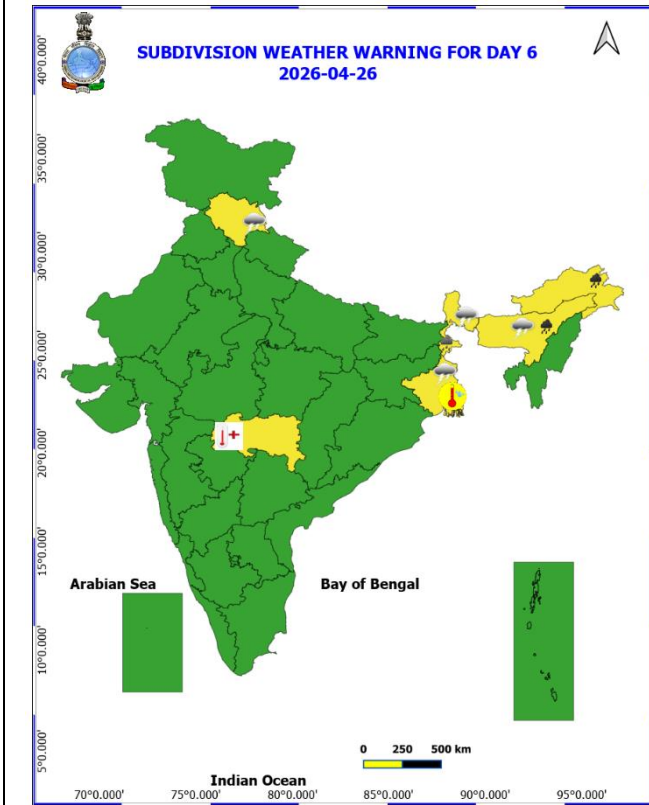 SUBDIVISION WEATHER WARNING FOR DAY 6
2026-04-26
40°0.000'
35°0.000'
30°0.000'
25°0.000'
20°0.000'
15°0.000'
10°0.000'
5°0.000'
Arabian Sea
Bay of Bengal
0 250 500 km
Indian Ocean
70°0.000' 75°0.000' 80°0.000' 85°0.000' 90°0.000' 95°0.000'